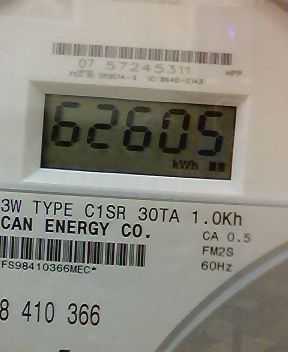 07 57245311 HPP
62605
kWh
3W TYPE C1SR 30TA 1.0Kh
CAN ENERGY CO.
CA 0.5
FM2S
60Hz
FS98410366MEC*
8 410 366